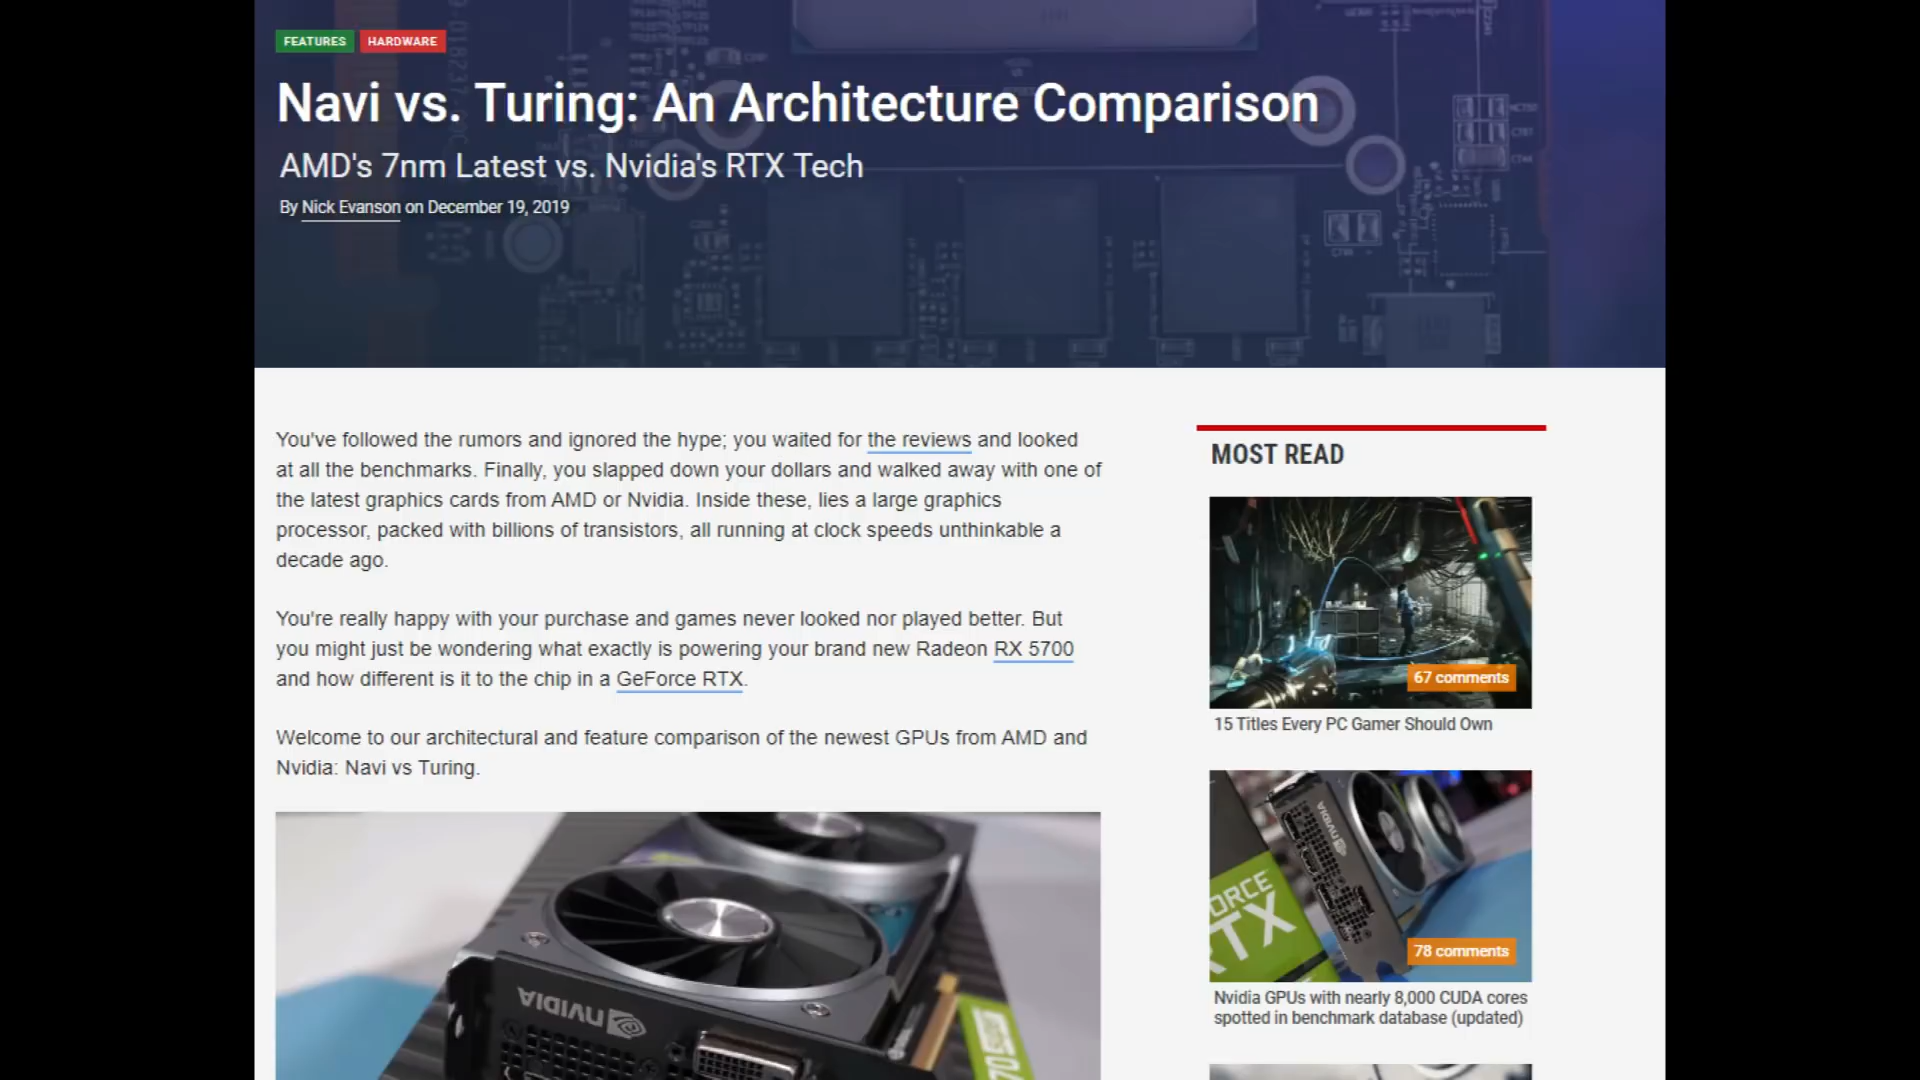 FEATURES HARDWARE
Navi vs. Turing: An Architecture Comparison
AMD's 7nm Latest vs. Nvidia's RTX Tech
By Nick Evanson on December 19, 2019
You've followed the rumors and ignored the hype; you waited for the reviews and looked
at all the benchmarks. Finally, you slapped down your dollars and walked away with one of
the latest graphics cards from AMD or Nvidia. Inside these, lies a large graphics
processor, packed with billions of transistors, all running at clock speeds unthinkable a
decade ago.
You're really happy with your purchase and games never looked nor played better. But
you might just be wondering what exactly is powering your brand new Radeon RX 5700
and how different is it to the chip in a GeForce RTX.
Welcome to our architectural and feature comparison of the newest GPUs from AMD and
Nvidia: Navi vs Turing.
NVIDIA
MOST READ
67 comments
15 Titles Every PC Gamer Should Own
NVIDIA
ORCE
RTX
78 comments
Nvidia GPUs with nearly 8,000 CUDA cores
spotted in benchmark database (updated)